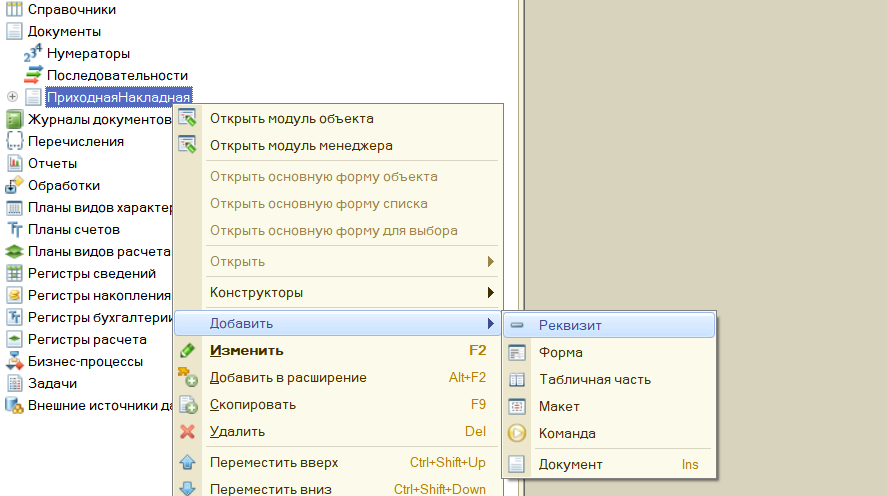 Справочники
Документы
Нумераторы
Последовательности
ПриходнаяНакладная
Журналы документов
Перечисления
Отчеты
Обработки
Планы видов характер
Планы счетов
Планы видов расчета
Регистры сведений
Регистры накопления
Регистры бухгалтерии
Регистры расчета
Бизнес-процессы
Задачи
Внешние источники да
Открыть модуль объекта
Открыть модуль менеджера
Открыть основную форму объекта
Открыть основную форму списка
Открыть основную форму для выбора
Открыть
Конструкторы
Добавить
Изменить F2
Добавить в расширение Alt+F2
Скопировать F9
Удалить Del
Переместить вверх Ctrl+Shift+Up
Переместить вниз Ctrl+Shift+Down
Реквизит
Форма
Табличная часть
Макет
Команда
Документ Ins